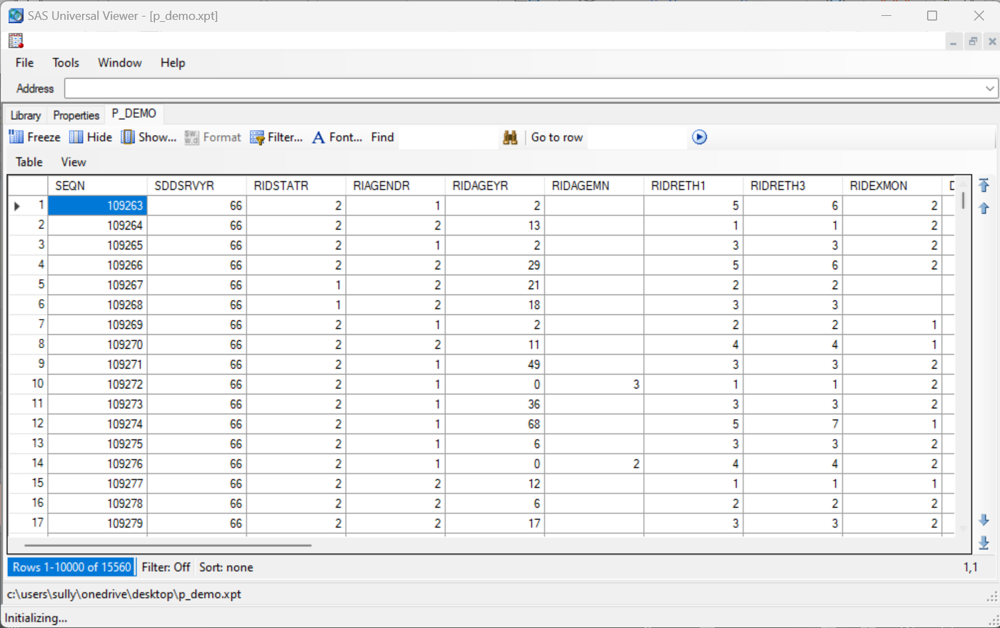 SAS Universal Viewer - [p_demo.xpt]
File Tools Window Help
Address
Library Properties P_DEMO
Freeze Hide Show... $w. w.d Format Filter... A Font... Find Go to row
Table View
SEQN SDDSRVYR RIDSTATR RIAGENDR RIDAGEYR RIDAGEMN RIDRETH1 RIDRETH3 RIDEXMON
1 109263 66 2 1 2 5 6 2
2 109264 66 2 2 13 1 1 2
3 109265 66 2 1 2 3 3 2
4 109266 66 2 2 29 5 6 2
5 109267 66 1 2 21 2 2
6 109268 66 1 2 18 3 3
7 109269 66 2 1 2 2 2 1
8 109270 66 2 2 11 4 4 1
9 109271 66 2 1 49 3 3 2
10 109272 66 2 1 0 3 1 1 2
11 109273 66 2 1 36 3 3 2
12 109274 66 2 1 68 5 7 1
13 109275 66 2 1 6 3 3 2
14 109276 66 2 1 0 2 4 4 2
15 109277 66 2 2 12 1 1 1
16 109278 66 2 2 6 2 2 2
17 109279 66 2 2 17 3 3 2
Rows 1-10000 of 15560 Filter: Off Sort: none 1,1
c:\users\sully\onedrive\desktop\p_demo.xpt
Initializing...